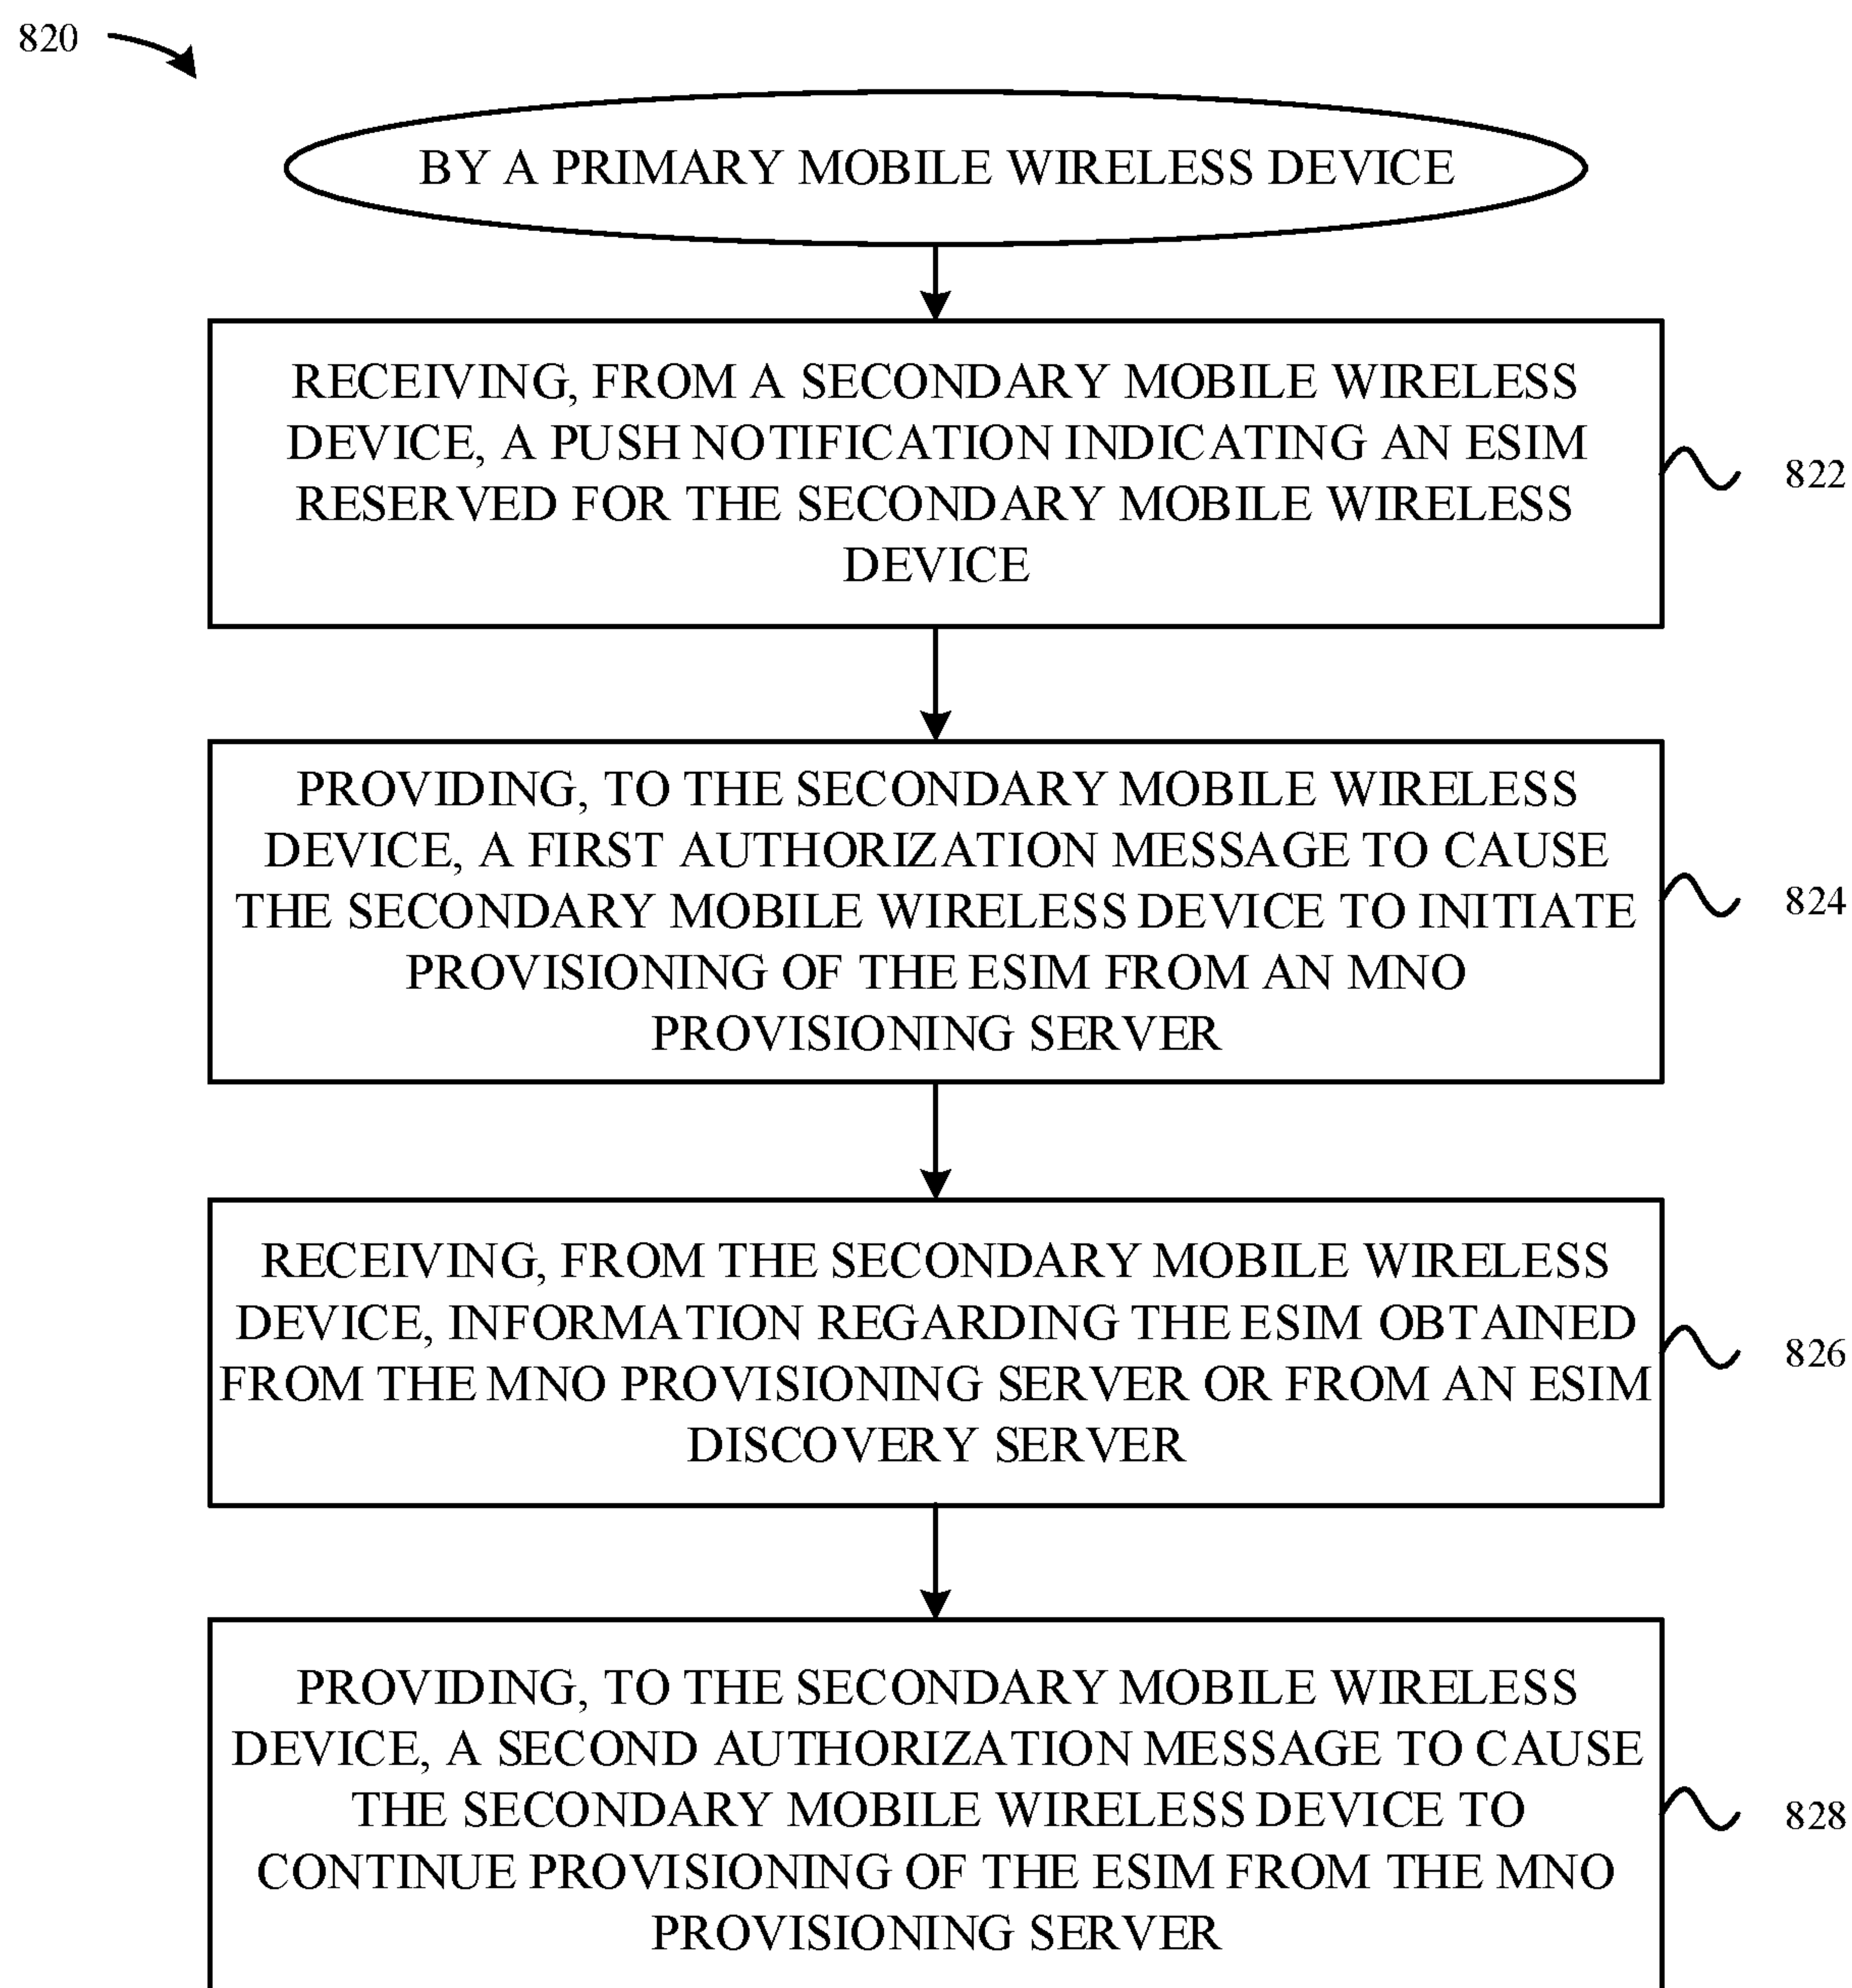 820
BY A PRIMARY MOBILE WIRELESS DEVICE
RECEIVING, FROM A SECONDARY MOBILE WIRELESS
DEVICE, A PUSH NOTIFICATION INDICATING AN ESIM
RESERVED FOR THE SECONDARY MOBILE WIRELESS
DEVICE
822
PROVIDING, TO THE SECONDARY MOBILE WIRELESS
DEVICE, A FIRST AUTHORIZATION MESSAGE TO CAUSE
THE SECONDARY MOBILE WIRELESS DEVICE TO INITIATE
PROVISIONING OF THE ESIM FROM AN MNO
PROVISIONING SERVER
824
RECEIVING, FROM THE SECONDARY MOBILE WIRELESS
DEVICE, INFORMATION REGARDING THE ESIM OBTAINED
FROM THE MNO PROVISIONING SERVER OR FROM AN ESIM
DISCOVERY SERVER
826
PROVIDING, TO THE SECONDARY MOBILE WIRELESS
DEVICE, A SECOND AUTHORIZATION MESSAGE TO CAUSE
THE SECONDARY MOBILE WIRELESS DEVICE TO
CONTINUE PROVISIONING OF THE ESIM FROM THE MNO
PROVISIONING SERVER
828